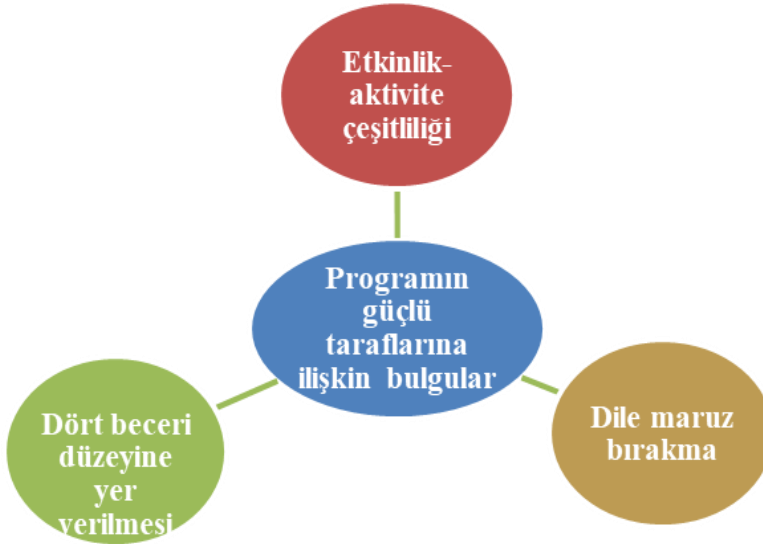 Etkinlik-
aktivite
çeşitliliği
Programın
güçlü
taraflarına
ilişkin bulgular
Dört beceri
düzeyine
yer
verilmesi
Dile maruz
bırakma